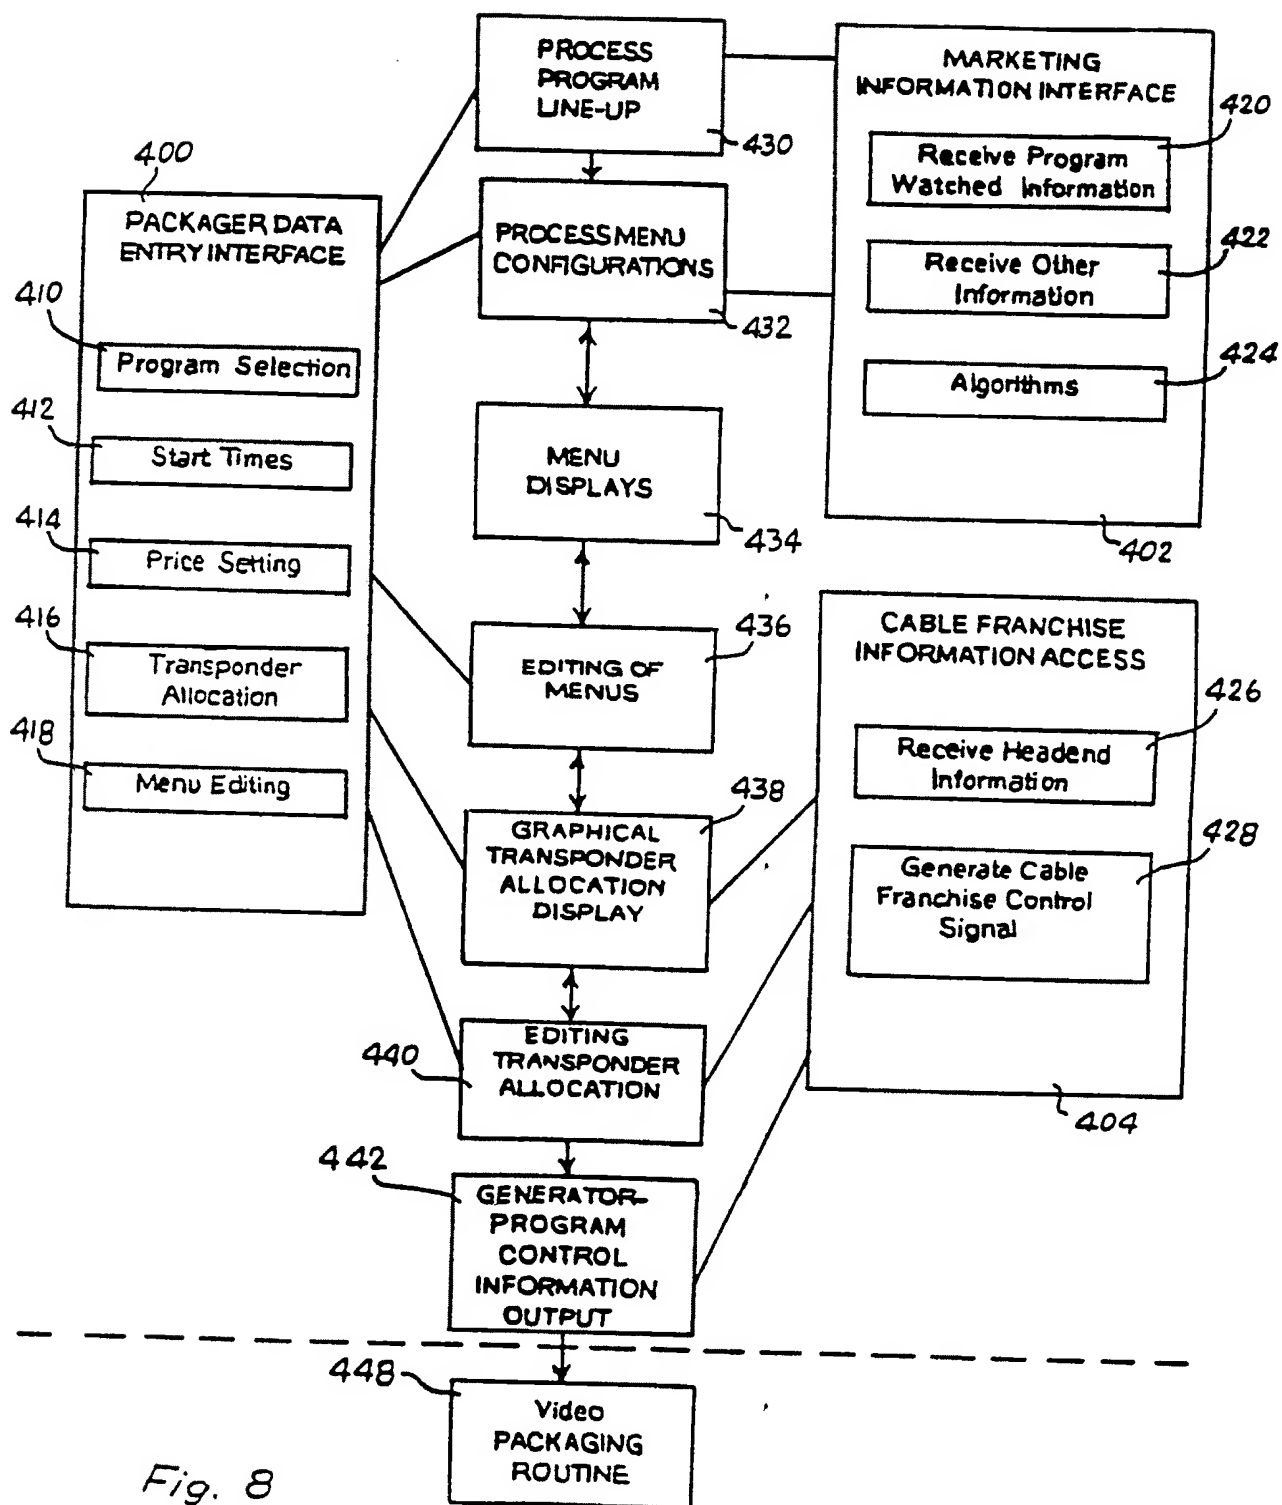 PROCESS
PROGRAM
LINE-UP
430
MARKETING
INFORMATION INTERFACE
420
Receive Program
Watched Information
422
Receive Other
Information
424
Algorithms
402
400
PACKAGER DATA
ENTRY INTERFACE
410
Program Selection
412
Start Times
414
Price Setting
416
Transponder
Allocation
418
Menu Editing
PROCESS MENU
CONFIGURATIONS
432
MENU
DISPLAYS
434
436
EDITING OF
MENUS
438
GRAPHICAL
TRANSPONDER
ALLOCATION
DISPLAY
CABLE FRANCHISE
INFORMATION ACCESS
426
Receive Headend
Information
428
Generate Cable
Franchise Control
Signal
404
440
EDITING
TRANSPONDER
ALLOCATION
442
GENERATOR-
PROGRAM
CONTROL
INFORMATION
OUTPUT
448
Video
PACKAGING
ROUTINE
Fig. 8